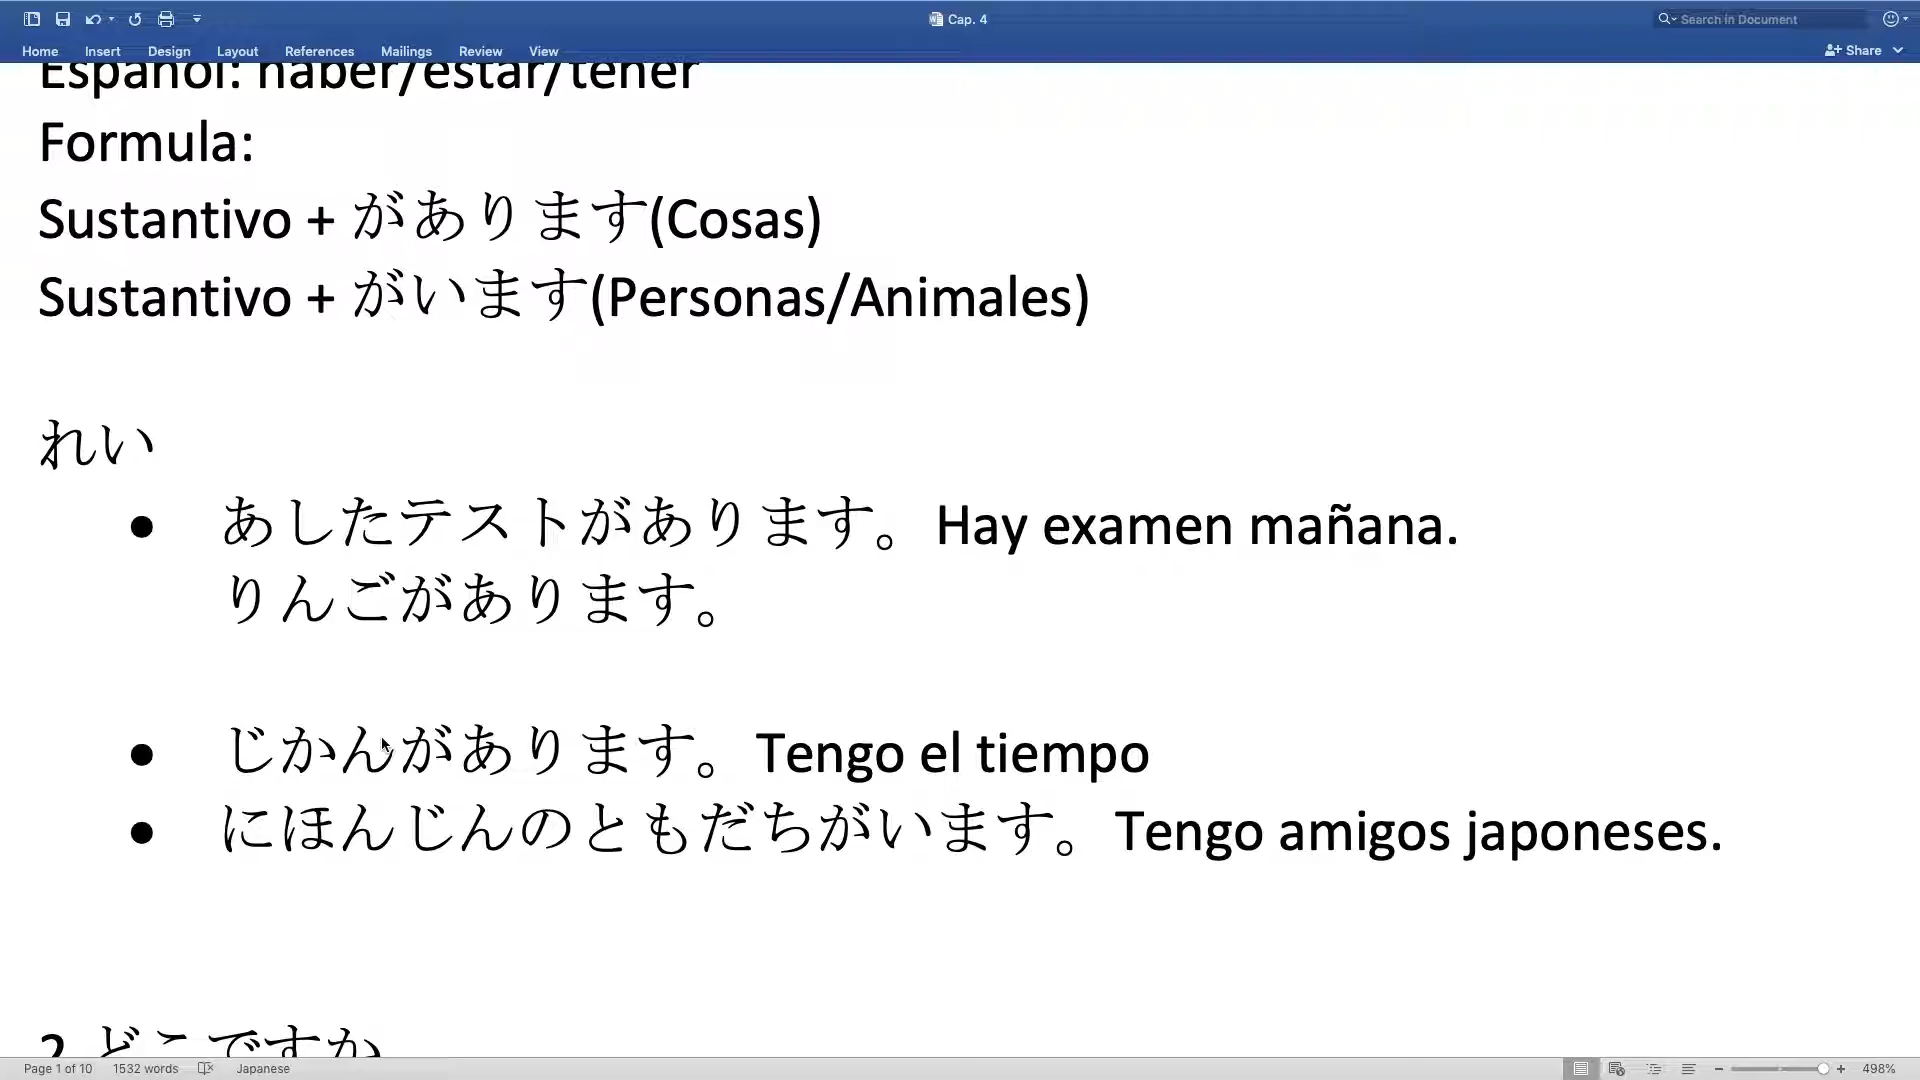 Cap. 4
Search in Document
Home Insert Design Layout References Mailings Review View
Share
Español: haber/estar/tener
Formula:
Sustantivo + があります(Cosas)
Sustantivo + がいます(Personas/Animales)
れい
● あしたテストがあります。Hay examen mañana.
りんごがあります。
● じかんがあります。Tengo el tiempo
● にほんじんのともだちがいます。Tengo amigos japoneses.
2 どこですか
Page 1 of 10 1532 words Japanese 498%